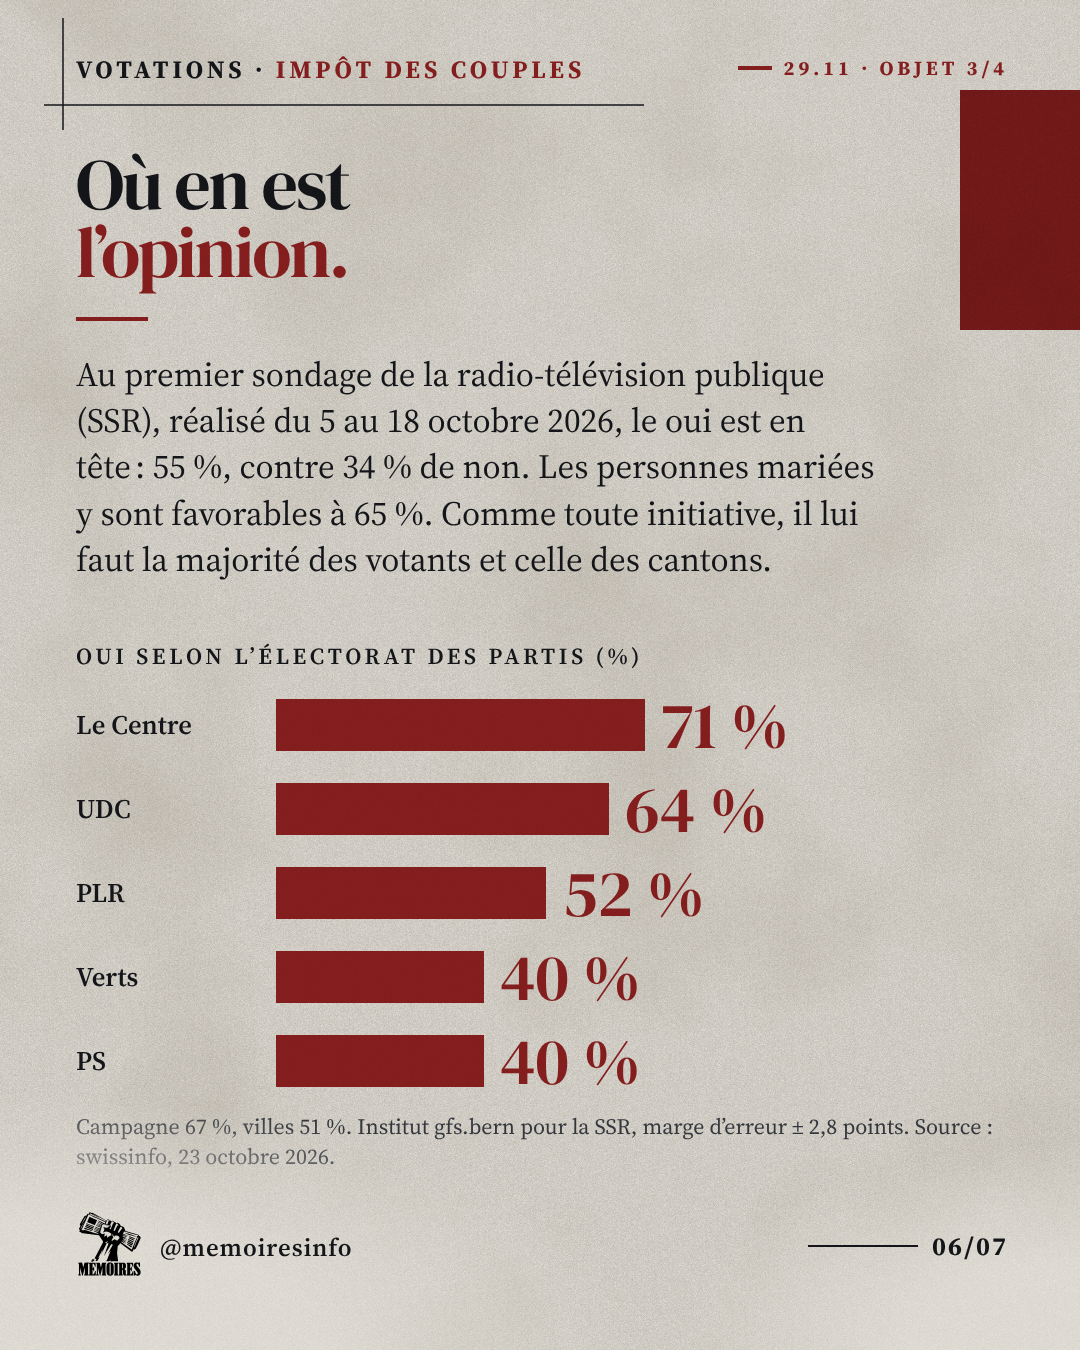 VOTATIONS · IMPÔT DES COUPLES
29.11 · OBJET 3/4
Où en est
l’opinion.
Au premier sondage de la radio-télévision publique
(SSR), réalisé du 5 au 18 octobre 2026, le oui est en
tête : 55 %, contre 34 % de non. Les personnes mariées
y sont favorables à 65 %. Comme toute initiative, il lui
faut la majorité des votants et celle des cantons.
OUI SELON L’ÉLECTORAT DES PARTIS (%)
Le Centre 71 %
UDC 64 %
PLR 52 %
Verts 40 %
PS 40 %
Campagne 67 %, villes 51 %. Institut gfs.bern pour la SSR, marge d’erreur ± 2,8 points. Source :
swissinfo, 23 octobre 2026.
MÉMOIRES
@memoiresinfo
06/07